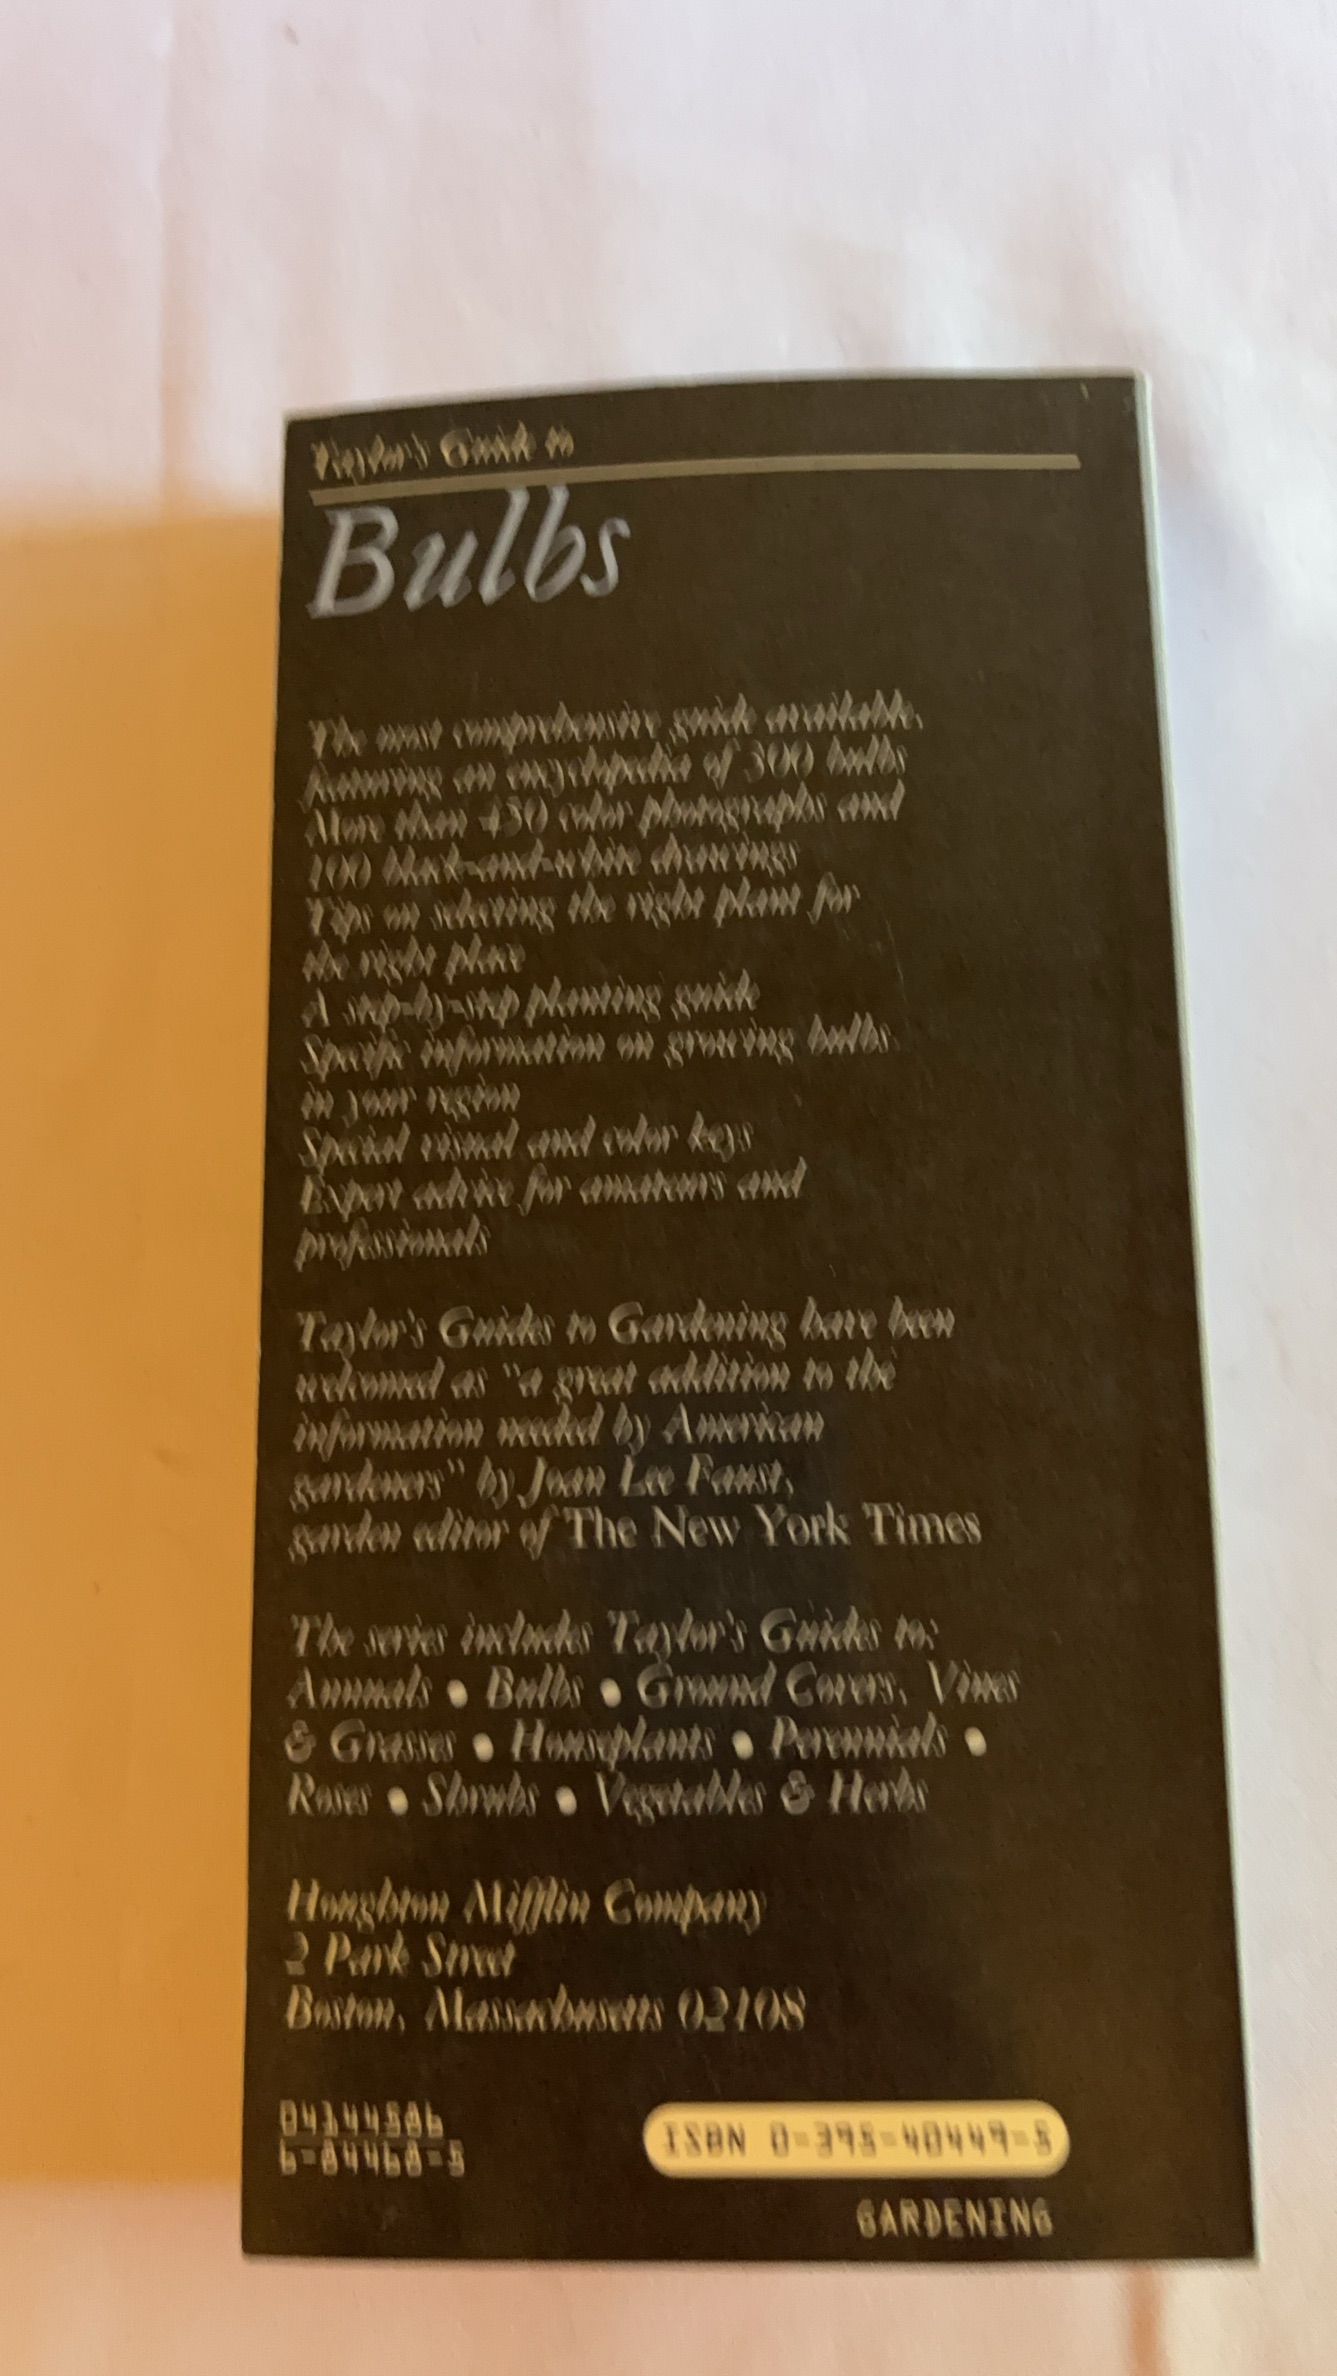 Taylor's Guide to
Bulbs
The most comprehensive guide available,
featuring an encyclopedia of 300 bulbs
More than 450 color photographs and
100 black-and-white drawings
Tips on selecting the right plant for
the right place
A step-by-step planting guide
Specific information on growing bulbs
in your region
Special visual and color keys
Expert advice for amateurs and
professionals
Taylor's Guides to Gardening have been
welcomed as "a great addition to the
information needed by American
gardeners" by Joan Lee Faust,
garden editor of The New York Times
The series includes Taylor's Guides to:
Annuals • Bulbs • Ground Covers, Vines
& Grasses • Houseplants • Perennials •
Roses • Shrubs • Vegetables & Herbs
Houghton Mifflin Company
2 Park Street
Boston, Massachusetts 02108
ISBN 0-395-40449-5
GARDENING